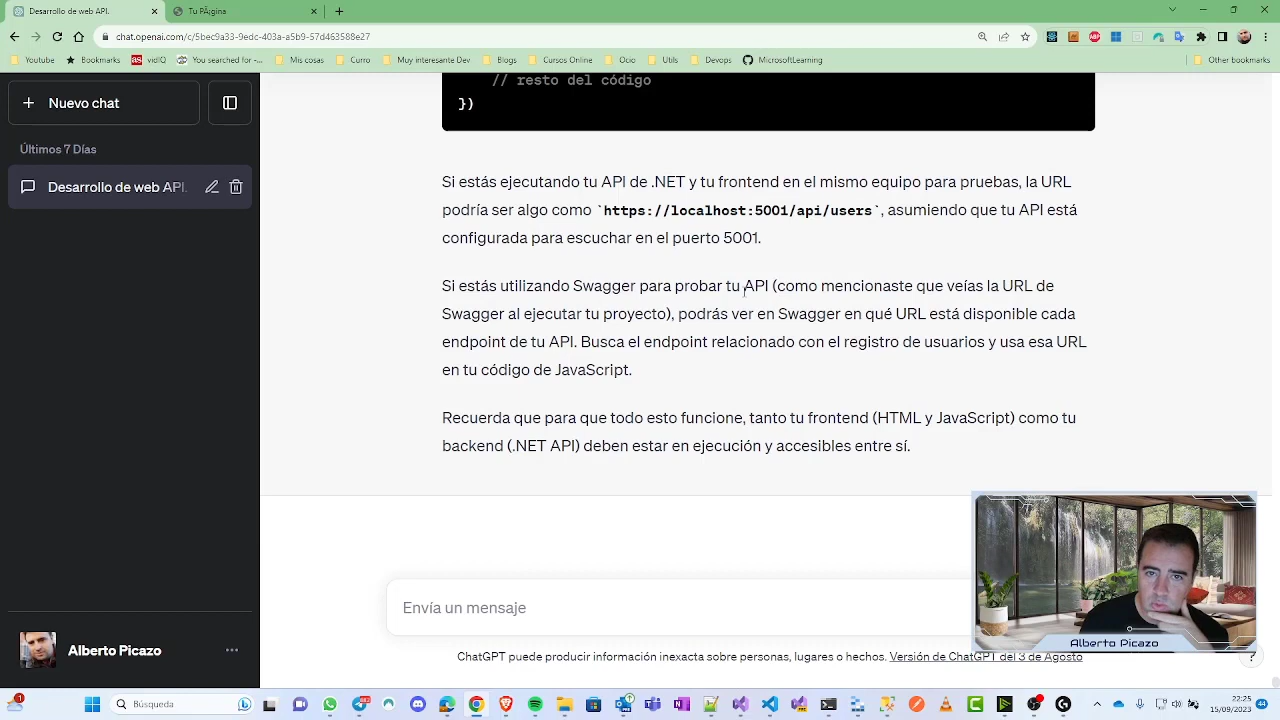 Desarrollo de web API.
Tu PÃgina
chat.openai.com/c/5bec9a33-9edc-403a-a5b9-57d463588e27
Youtube
Bookmarks
vidIQ
You searched for –...
Mis cosas
Curro
Muy interesante Dev
English
Blogs
Cursos Online
Ocio
Utils
Devops
MicrosoftLearning
Other bookmarks
Nuevo chat
Últimos 7 Días
Desarrollo de web API.
// resto del código
})
Si estás ejecutando tu API de .NET y tu frontend en el mismo equipo para pruebas, la URL
podría ser algo como `https://localhost:5001/api/users`, asumiendo que tu API está
configurada para escuchar en el puerto 5001.
Si estás utilizando Swagger para probar tu API (como mencionaste que veías la URL de
Swagger al ejecutar tu proyecto), podrás ver en Swagger en qué URL está disponible cada
endpoint de tu API. Busca el endpoint relacionado con el registro de usuarios y usa esa URL
en tu código de JavaScript.
Recuerda que para que todo esto funcione, tanto tu frontend (HTML y JavaScript) como tu
backend (.NET API) deben estar en ejecución y accesibles entre sí.
Envía un mensaje
Alberto Picazo
Alberto Picazo
ChatGPT puede producir información inexacta sobre personas, lugares o hechos. Versión de ChatGPT del 3 de Agosto
?
Búsqueda
22:25
15/09/2023